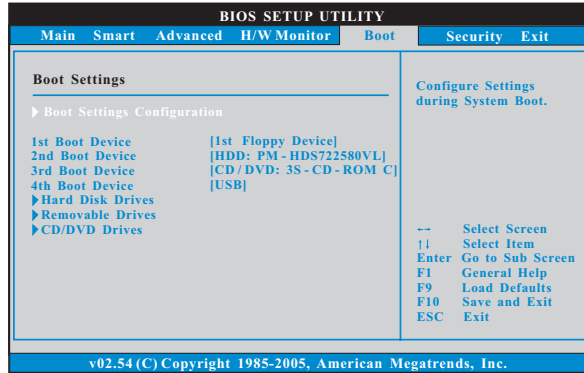 BIOS SETUP UTILITY
Main Smart Advanced H/W Monitor Boot Security Exit
Boot Settings
Boot Settings Configuration
1st Boot Device [1st Floppy Device]
2nd Boot Device [HDD: PM - HDS722580VL]
3rd Boot Device [CD / DVD: 3S - CD - ROM C]
4th Boot Device [USB]
Hard Disk Drives
Removable Drives
CD/DVD Drives
Configure Settings
during System Boot.
←→ Select Screen
↑↓ Select Item
Enter Go to Sub Screen
F1 General Help
F9 Load Defaults
F10 Save and Exit
ESC Exit
v02.54 (C) Copyright 1985-2005, American Megatrends, Inc.